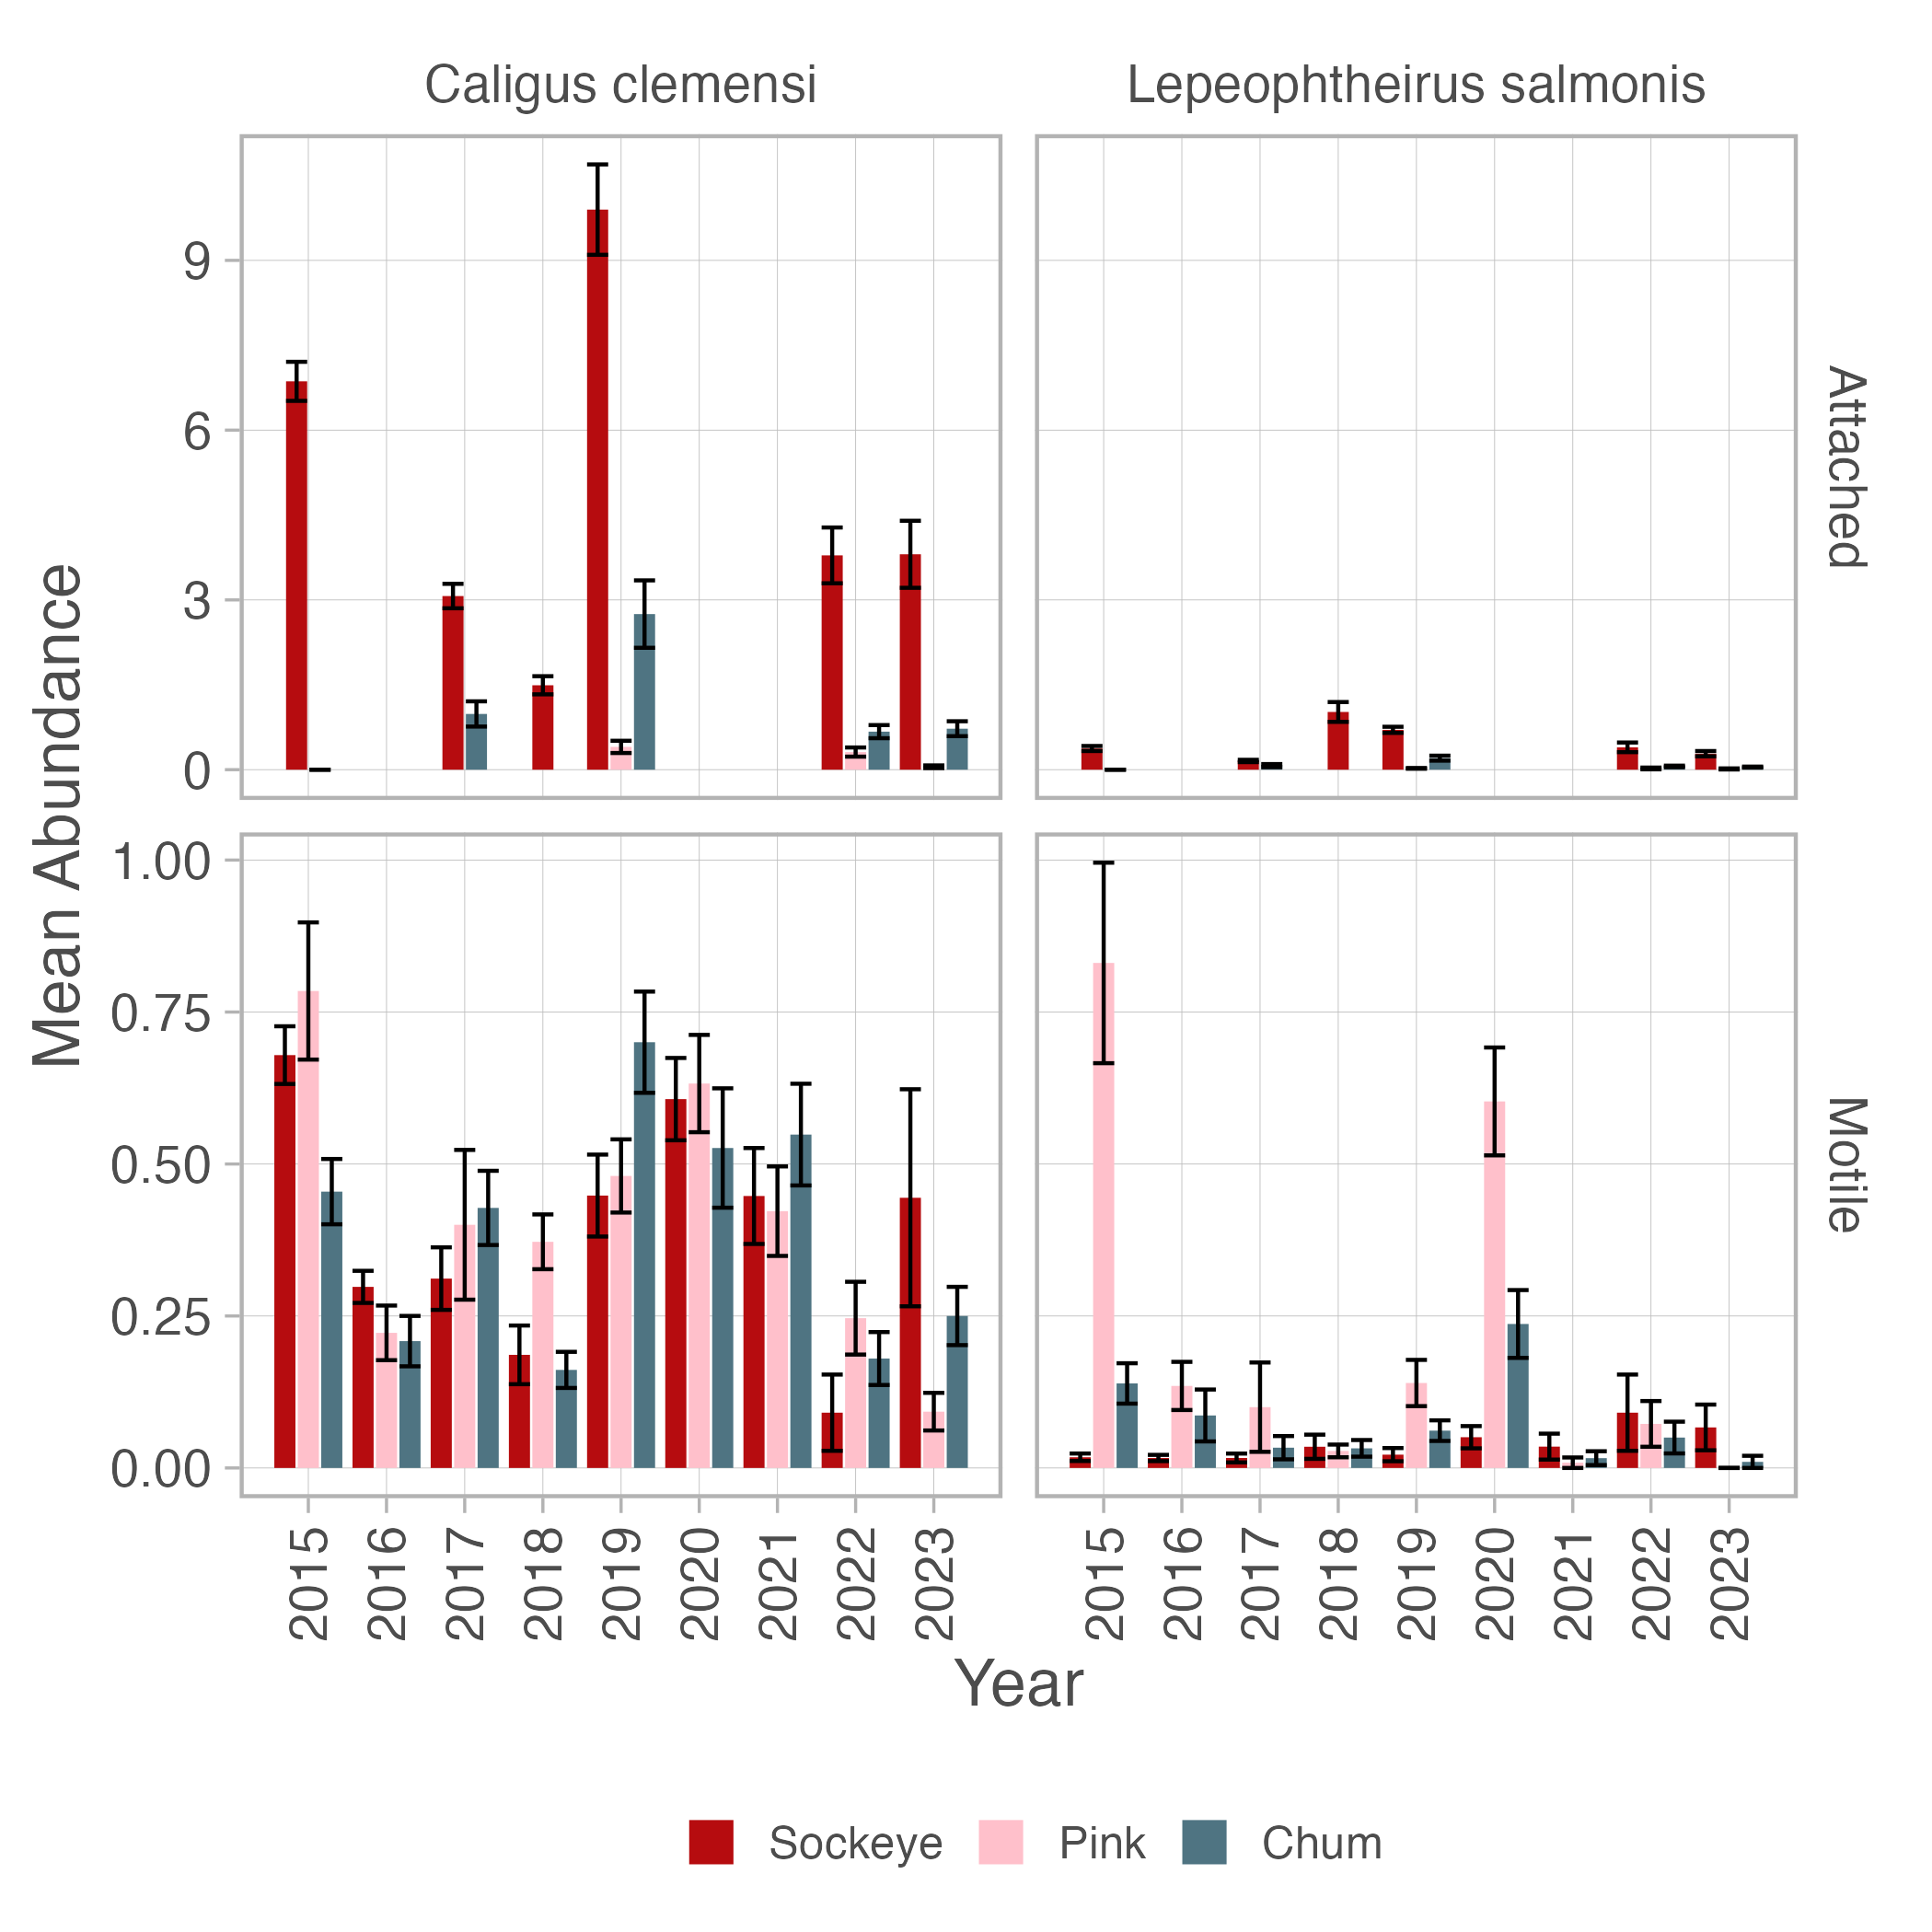 Caligus clemensi
Lepeophtheirus salmonis
9
6
3
0
Attached
Mean Abundance
1.00
0.75
0.50
0.25
0.00
Motile
2015 2016 2017 2018 2019 2020 2021 2022 2023
2015 2016 2017 2018 2019 2020 2021 2022 2023
Year
Sockeye Pink Chum